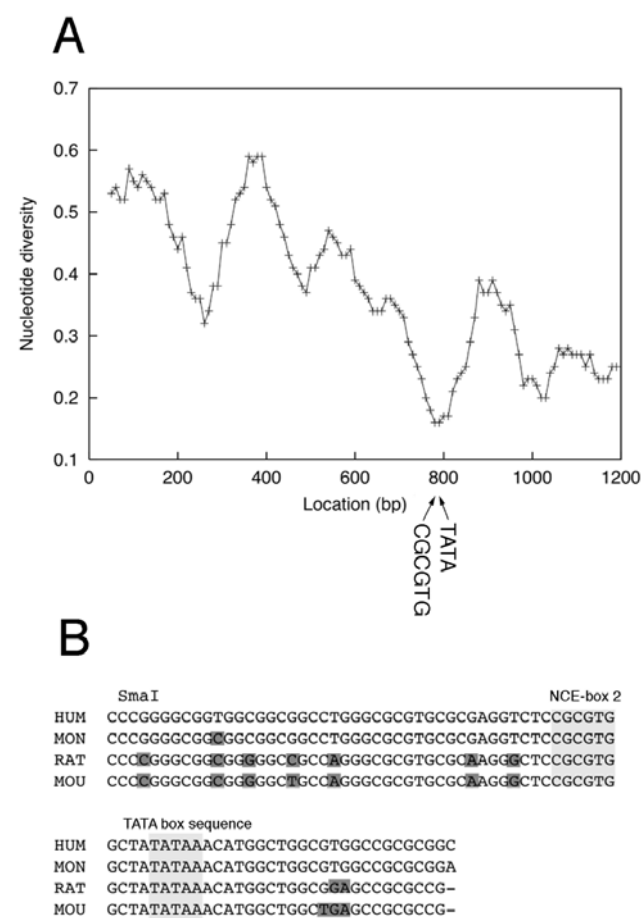 A
0.7
0.6
0.5
0.4
0.3
0.2
0.1
Nucleotide diversity
0 200 400 600 800 1000 1200
Location (bp)
CGCGTG
TATA
B
SmaI NCE-box 2
HUM CCCGGGGCGGTGGCGGCGGCCTGGGCGCGTGCGCGAGGTCTCCGCGTG
MON CCCGGGGCGGCGGCGGCGGCCTGGGCGCGTGCGCGAGGTCTCCGCGTG
RAT CCCCGGGCGGCGGGGGCCGCCAGGGCGCGTGCGCAAGGGCTCCGCGTG
MOU CCCCGGGCGGCGGGGGCTGCCAGGGCGCGTGCGCAAGGGCTCCGCGTG
TATA box sequence
HUM GCTATATAAACATGGCTGGCGTGGCCGCGCGGC
MON GCTATATAAACATGGCTGGCGTGGCCGCGCGGA
RAT GCTATATAAACATGGCTGGCGGAGCCGCGCCG-
MOU GCTATATAAACATGGCTGGCTGAGCCGCGCCG-